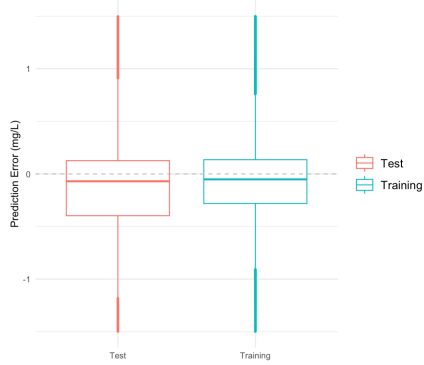 Prediction Error (mg/L)
1
0
-1
Test
Training
Test
Training